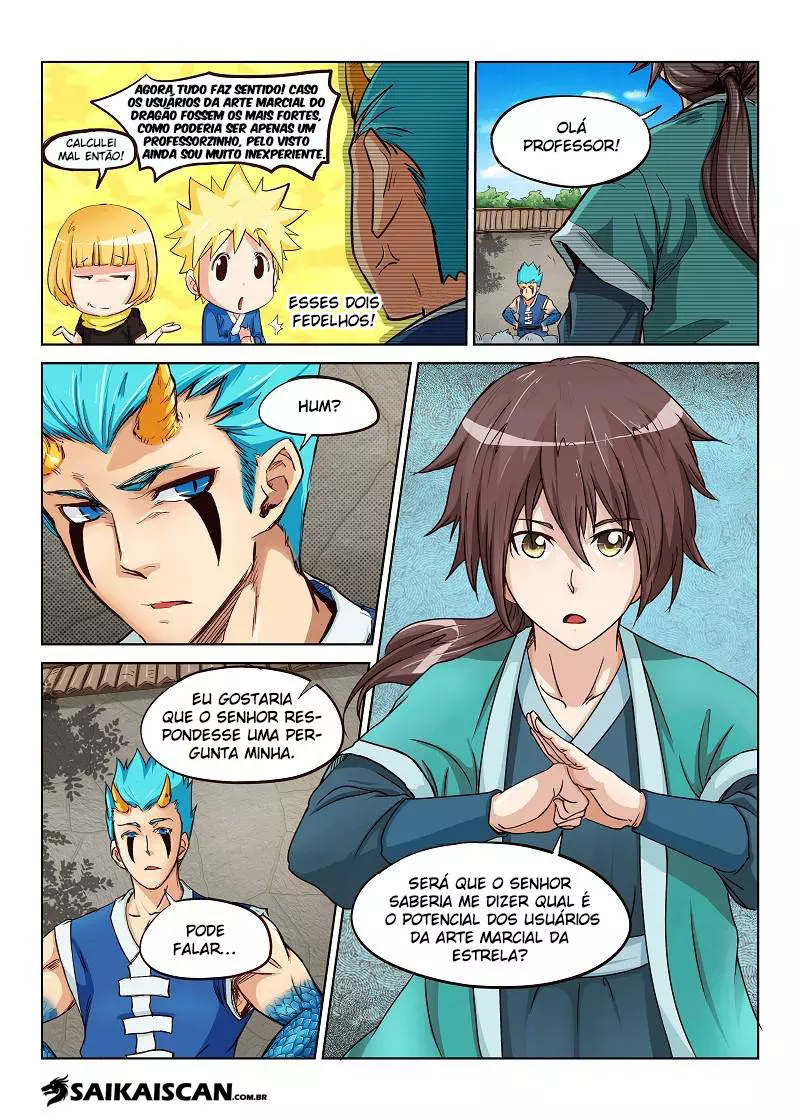 AGORA TUDO FAZ SENTIDO! CASO
OS USUÁRIOS DA ARTE MARCIAL DO
DRAGÃO FOSSEM OS MAIS FORTES,
COMO PODERIA SER APENAS UM
PROFESSORZINHO, PELO VISTO
AINDA SOU MUITO INEXPERIENTE.
CALCULEI
MAL ENTÃO!
ESSES DOIS
FEDELHOS!
OLÁ
PROFESSOR!
HUM?
EU GOSTARIA
QUE O SENHOR RES-
PONDESSE UMA PER-
GUNTA MINHA.
PODE
FALAR...
SERÁ QUE O SENHOR
SABERIA ME DIZER QUAL É
O POTENCIAL DOS USUÁRIOS
DA ARTE MARCIAL DA
ESTRELA?
SAIKAISCAN.COM.BR